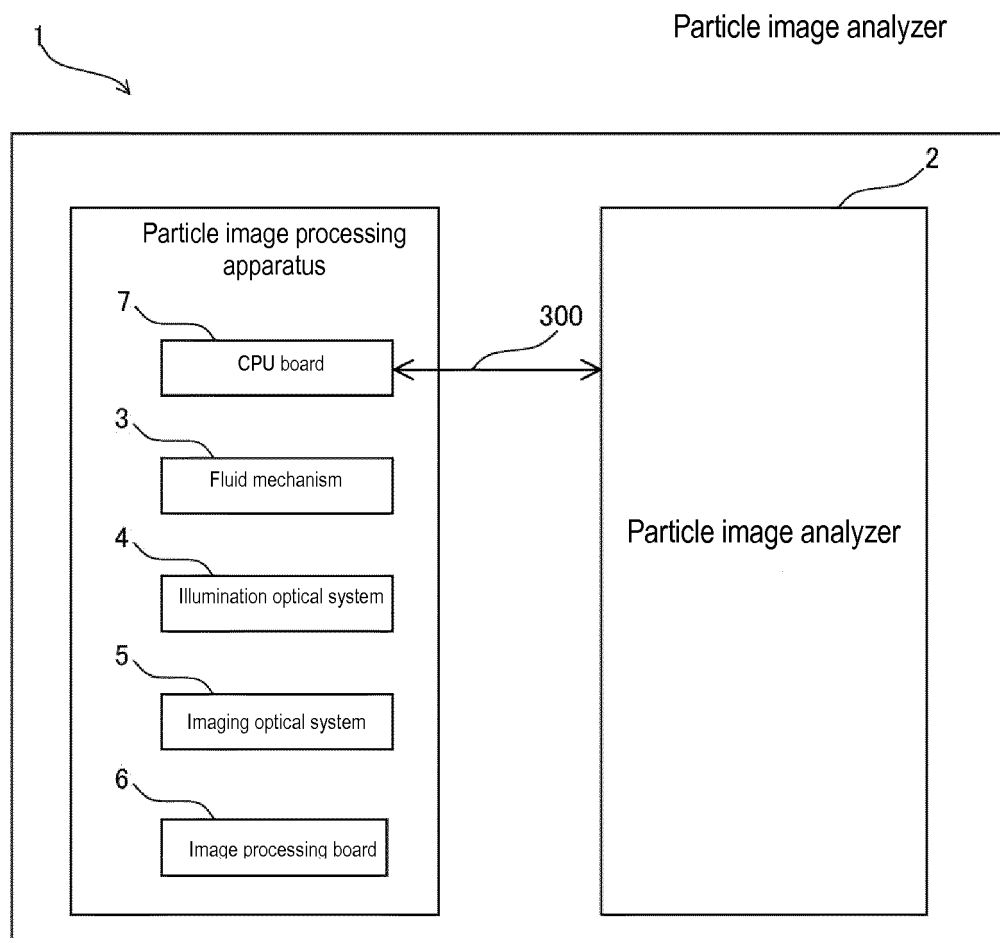 Particle image analyzer
1
2
Particle image processing
apparatus
7
CPU board
300
3
Fluid mechanism
4
Illumination optical system
Particle image analyzer
5
Imaging optical system
6
Image processing board